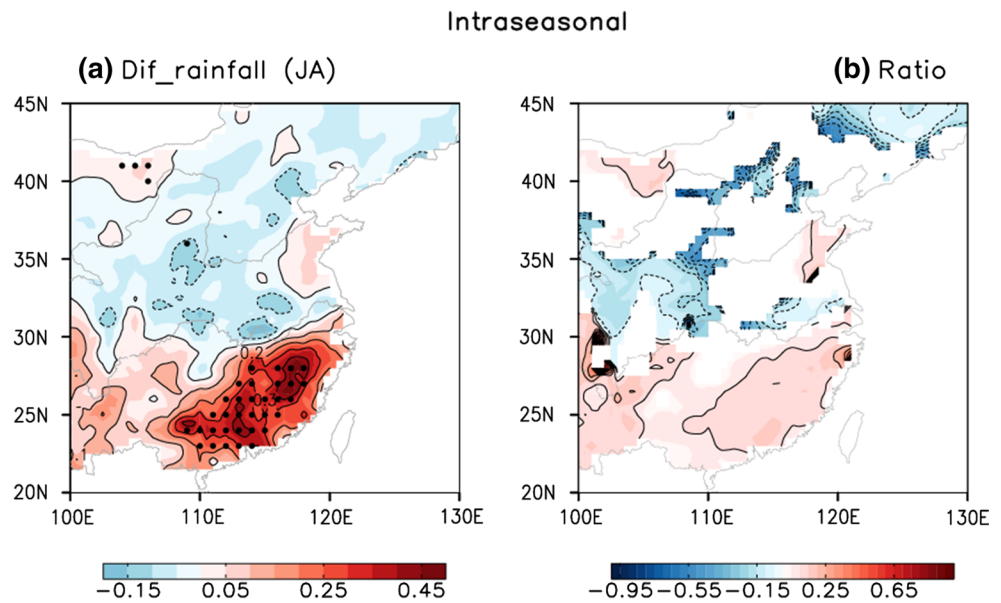 Intraseasonal
(a) Dif_rainfall (JA)
(b) Ratio
45N
40N
35N
30N
25N
20N
100E 110E 120E 130E
0.2
0.3
-0.15 0.05 0.25 0.45
45N
40N
35N
30N
25N
20N
100E 110E 120E 130E
-0.95 -0.55 -0.15 0.25 0.65